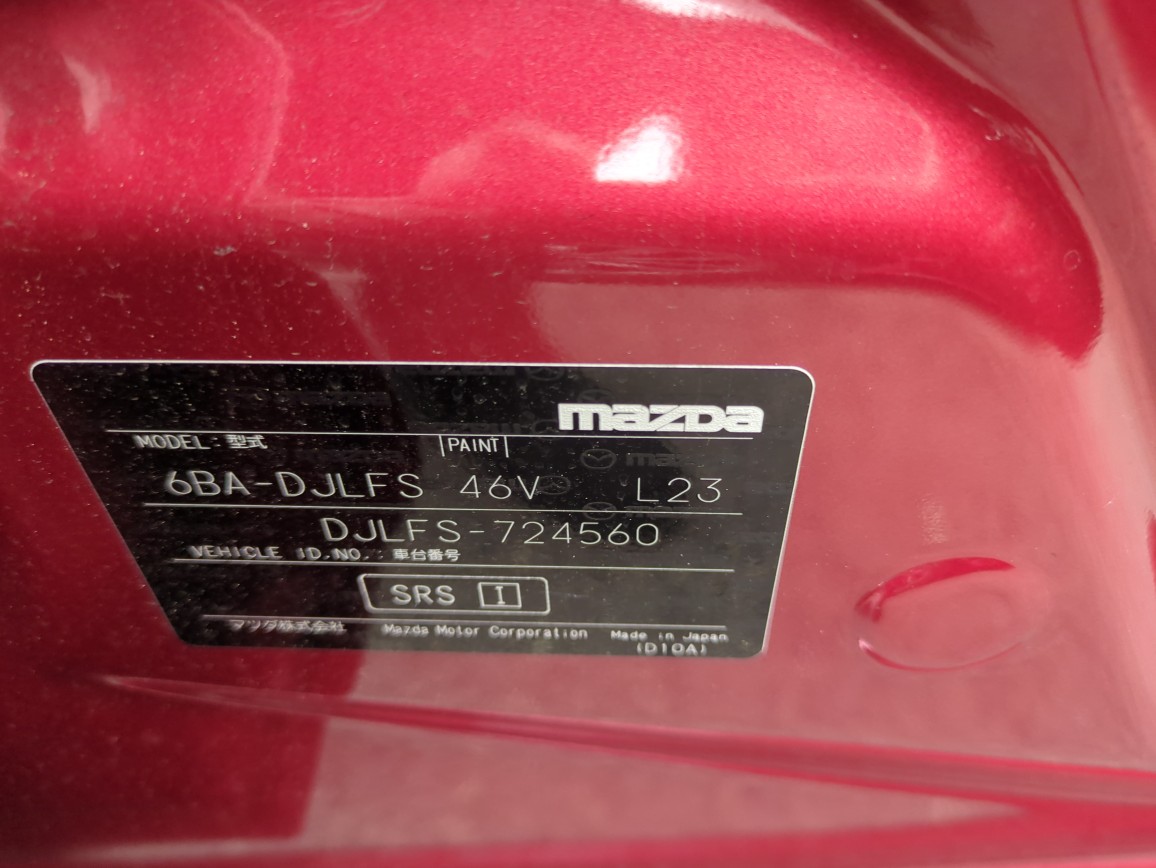 mazDa
MODEL : 型式 PAINT
6BA-DJLFS 46V L23
DJLFS-724560
VEHICLE ID.NO. : 車台番号
SRS I
マツダ株式会社 Mazda Motor Corporation Made in Japan
(D10A)